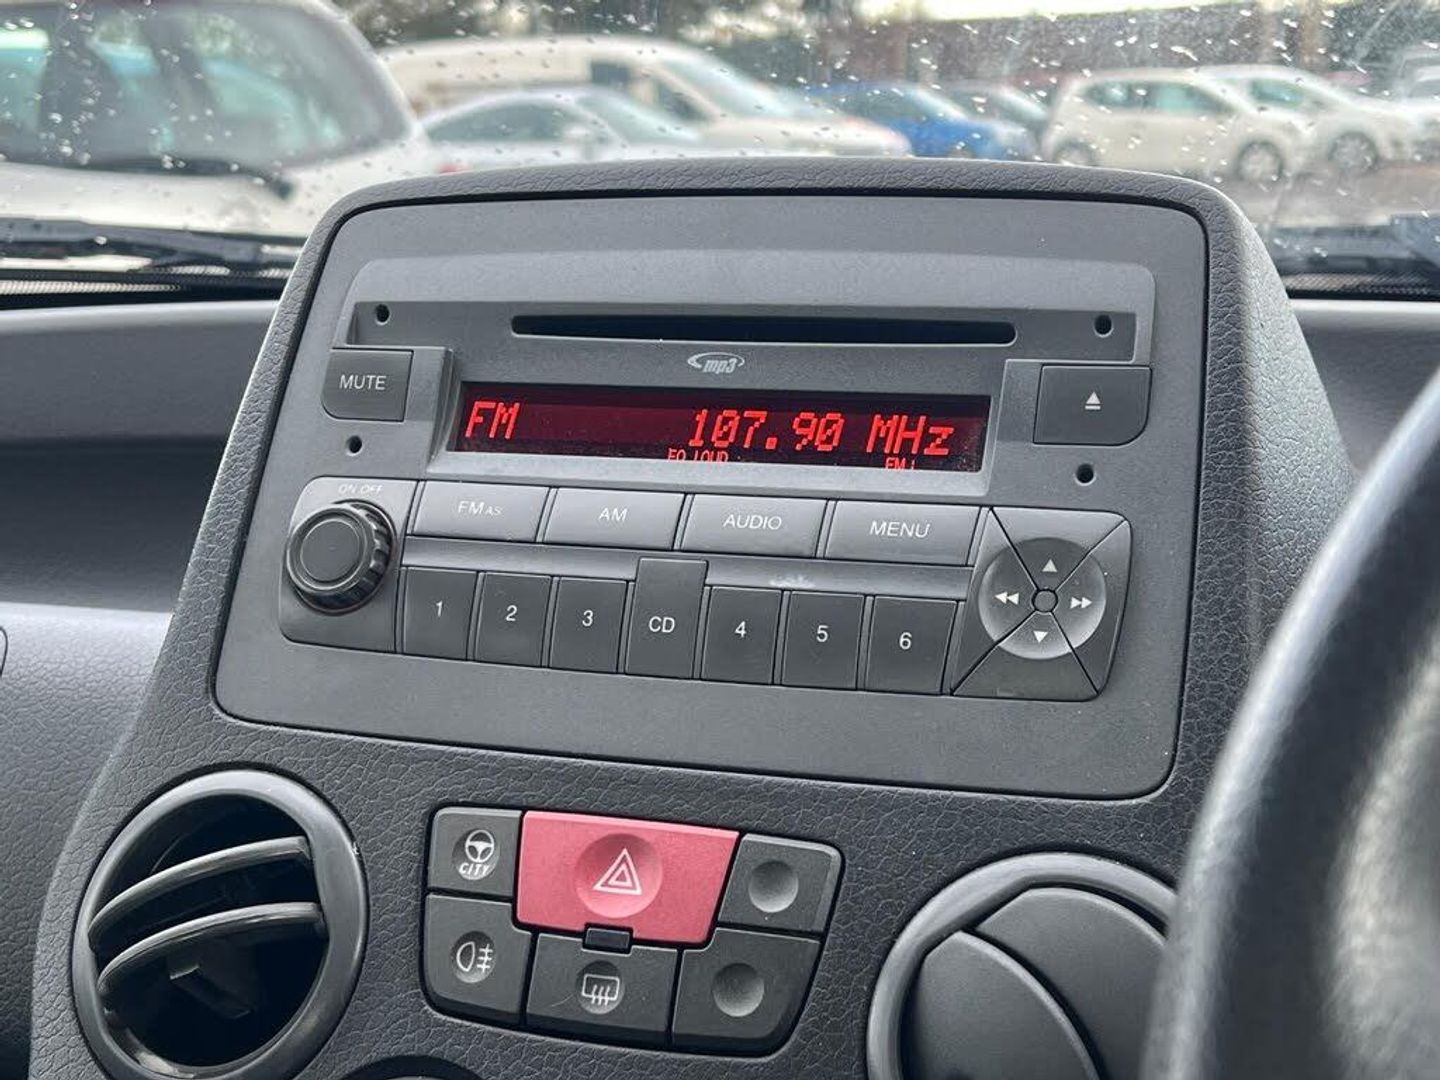 mp3
MUTE
FM 107.90 MHz
EQ LOUD FM1
ON OFF
FM AS AM AUDIO MENU
1 2 3 CD 4 5 6
CITY